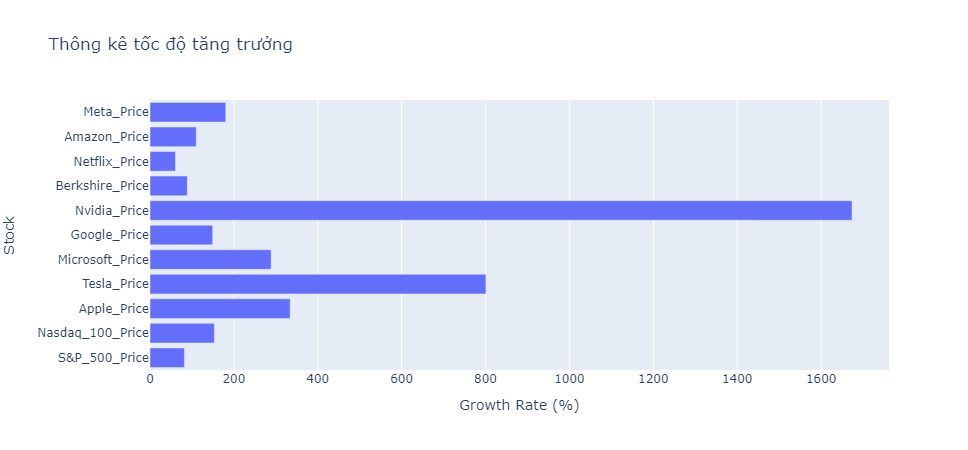 Thông kê tốc độ tăng trưởng
Stock
Meta_Price
Amazon_Price
Netflix_Price
Berkshire_Price
Nvidia_Price
Google_Price
Microsoft_Price
Tesla_Price
Apple_Price
Nasdaq_100_Price
S&P_500_Price
0 200 400 600 800 1000 1200 1400 1600
Growth Rate (%)